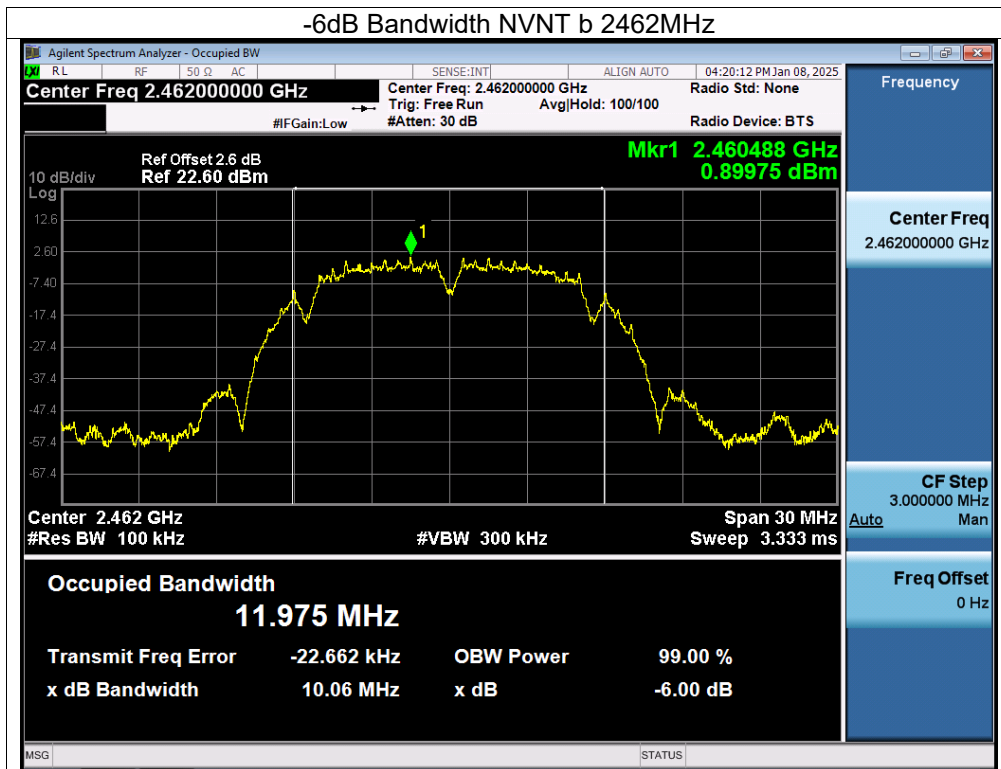 -6dB Bandwidth NVNT b 2462MHz
Agilent Spectrum Analyzer - Occupied BW
LXI RL RF 50 Ω AC SENSE:INT ALIGN AUTO 04:20:12 PM Jan 08, 2025
Center Freq 2.462000000 GHz
Center Freq: 2.462000000 GHz Radio Std: None
Trig: Free Run Avg|Hold: 100/100
#IFGain:Low #Atten: 30 dB Radio Device: BTS
Frequency
Mkr1 2.460488 GHz
0.89975 dBm
Ref Offset 2.6 dB
10 dB/div Ref 22.60 dBm
Log
12.6
2.60
-7.40
-17.4
-27.4
-37.4
-47.4
-57.4
-67.4
1
Center 2.462 GHz Span 30 MHz
#Res BW 100 kHz #VBW 300 kHz Sweep 3.333 ms
Center Freq
2.462000000 GHz
CF Step
3.000000 MHz
Auto Man
Freq Offset
0 Hz
Occupied Bandwidth
11.975 MHz
Transmit Freq Error -22.662 kHz OBW Power 99.00 %
x dB Bandwidth 10.06 MHz x dB -6.00 dB
MSG STATUS